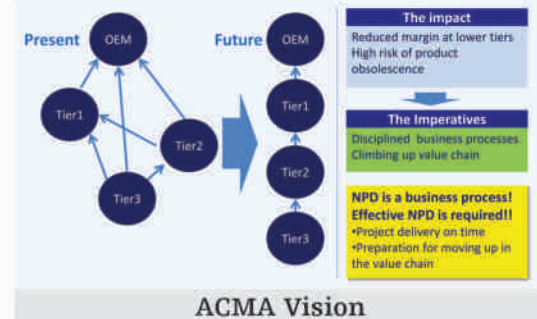 Present
OEM
Tier1
Tier2
Tier3
Future
OEM
Tier1
Tier2
Tier3
The impact
Reduced margin at lower tiers
High risk of product
obsolescence
The Imperatives
Disciplined business processes
Climbing up value chain
NPD is a business process!
Effective NPD is required!!
•Project delivery on time
•Preparation for moving up in
the value chain
ACMA Vision